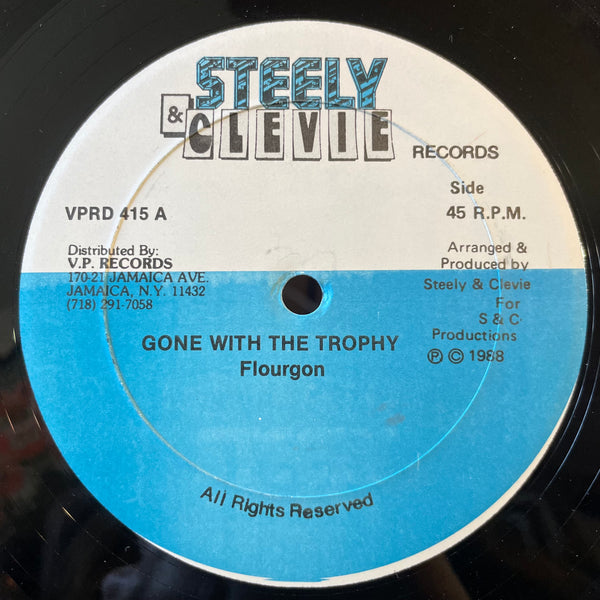 STEELY
& CLEVIE
RECORDS
Side
VPRD 415 A
45 R.P.M.
Distributed By:
V.P. RECORDS
170-21 JAMAICA AVE.
JAMAICA, N.Y. 11432
(718) 291-7058
Arranged &
Produced by
Steely & Clevie
For
S & C
Productions
Ⓟ © 1988
GONE WITH THE TROPHY
Flourgon
All Rights Reserved